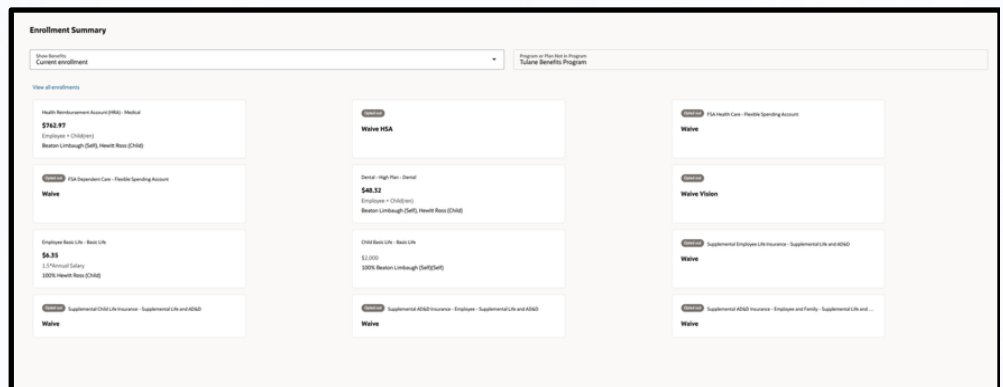 Enrollment Summary
Show Benefits
Current enrollment
Program or Plan Not in Program
Tulane Benefits Program
View all enrollments
Health Reimbursement Account (HRA) - Medical
$762.97
Employee + Child(ren)
Beaton Limbaugh (Self), Hewitt Ross (Child)
Opted out
Waive HSA
Opted out FSA Health Care - Flexible Spending Account
Waive
Opted out FSA Dependent Care - Flexible Spending Account
Waive
Dental - High Plan - Dental
$48.32
Employee + Child(ren)
Beaton Limbaugh (Self), Hewitt Ross (Child)
Opted out
Waive Vision
Employee Basic Life - Basic Life
$6.35
1.5*Annual Salary
100% Hewitt Ross (Child)
Child Basic Life - Basic Life
$2,000
100% Beaton Limbaugh (Self)(Self)
Opted out Supplemental Employee Life Insurance - Supplemental Life and AD&D
Waive
Opted out Supplemental Child Life Insurance - Supplemental Life and AD&D
Waive
Opted out Supplemental AD&D Insurance - Employee - Supplemental Life and AD&D
Waive
Opted out Supplemental AD&D Insurance - Employee and Family - Supplemental Life and ...
Waive